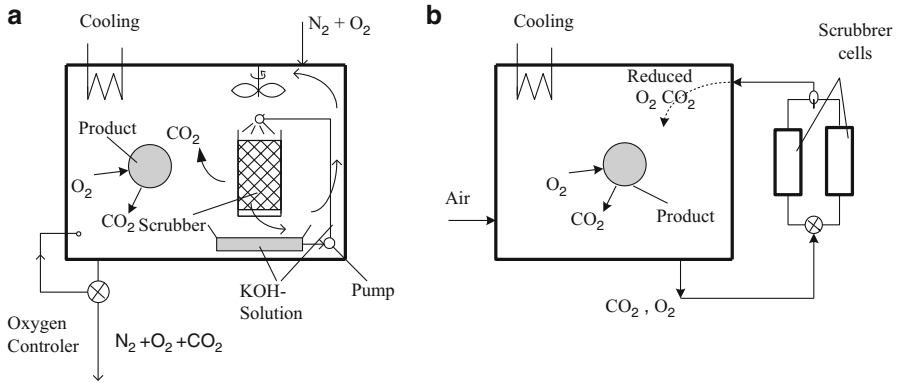 a
Cooling
N2 + O2
Product
CO2
O2
CO2
Scrubber
KOH-
Solution
Pump
Oxygen
Controler
N2 +O2 +CO2
b
Cooling
Scrubbrer
cells
Reduced
O2 CO2
O2
CO2
Product
Air
CO2 , O2